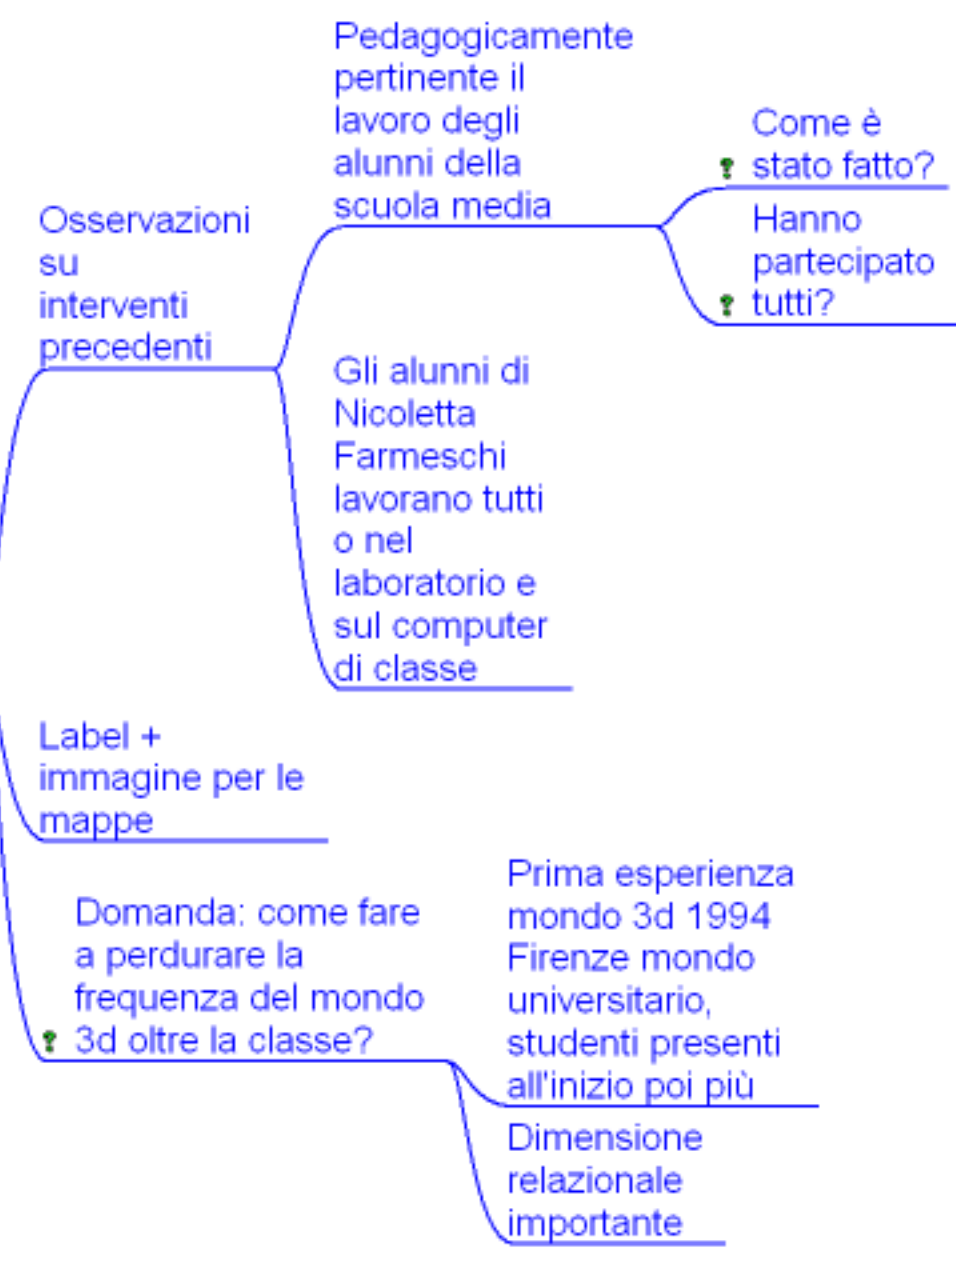 Osservazioni
su
interventi
precedenti
Pedagogicamente
pertinente il
lavoro degli
alunni della
scuola media
Come è
stato fatto?
Hanno
partecipato
tutti?
Gli alunni di
Nicoletta
Farmeschi
lavorano tutti
o nel
laboratorio e
sul computer
di classe
Label +
immagine per le
mappe
Domanda: come fare
a perdurare la
frequenza del mondo
3d oltre la classe?
Prima esperienza
mondo 3d 1994
Firenze mondo
universitario,
studenti presenti
all'inizio poi più
Dimensione
relazionale
importante